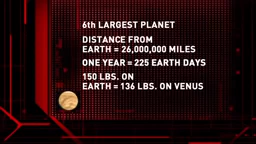 6th LARGEST PLANET
DISTANCE FROM
EARTH = 26,000,000 MILES
ONE YEAR = 225 EARTH DAYS
150 LBS. ON
EARTH = 136 LBS. ON VENUS